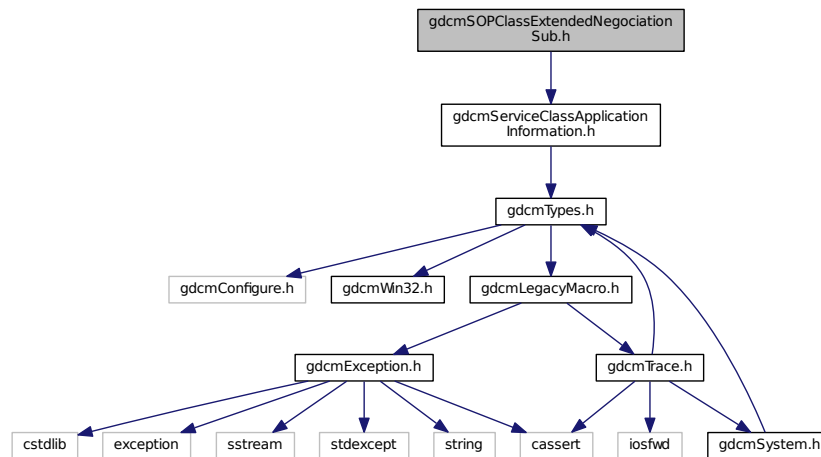 gdcmSOPClassExtendedNegociation
Sub.h
gdcmServiceClassApplication
Information.h
gdcmTypes.h
gdcmConfigure.h
gdcmWin32.h
gdcmLegacyMacro.h
gdcmException.h
gdcmTrace.h
cstdlib
exception
sstream
stdexcept
string
cassert
iosfwd
gdcmSystem.h